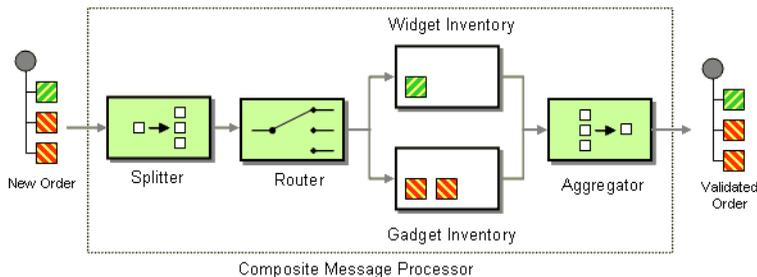 Widget Inventory
New Order
Splitter
Router
Gadget Inventory
Aggregator
Validated
Order
Composite Message Processor